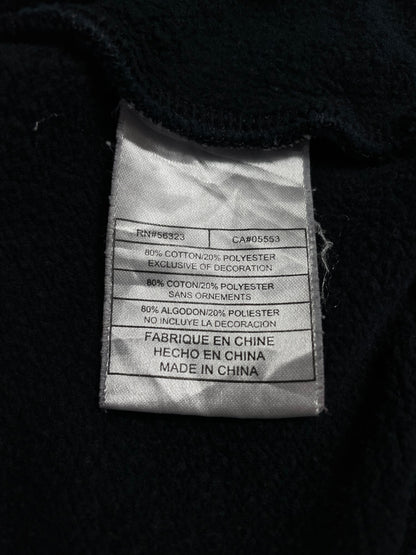 RN#56323 CA#05553
80% COTTON/20% POLYESTER
EXCLUSIVE OF DECORATION
80% COTON/20% POLYESTER
SANS ORNEMENTS
80% ALGODON/20% POLIESTER
NO INCLUYE LA DECORACION
FABRIQUE EN CHINE
HECHO EN CHINA
MADE IN CHINA